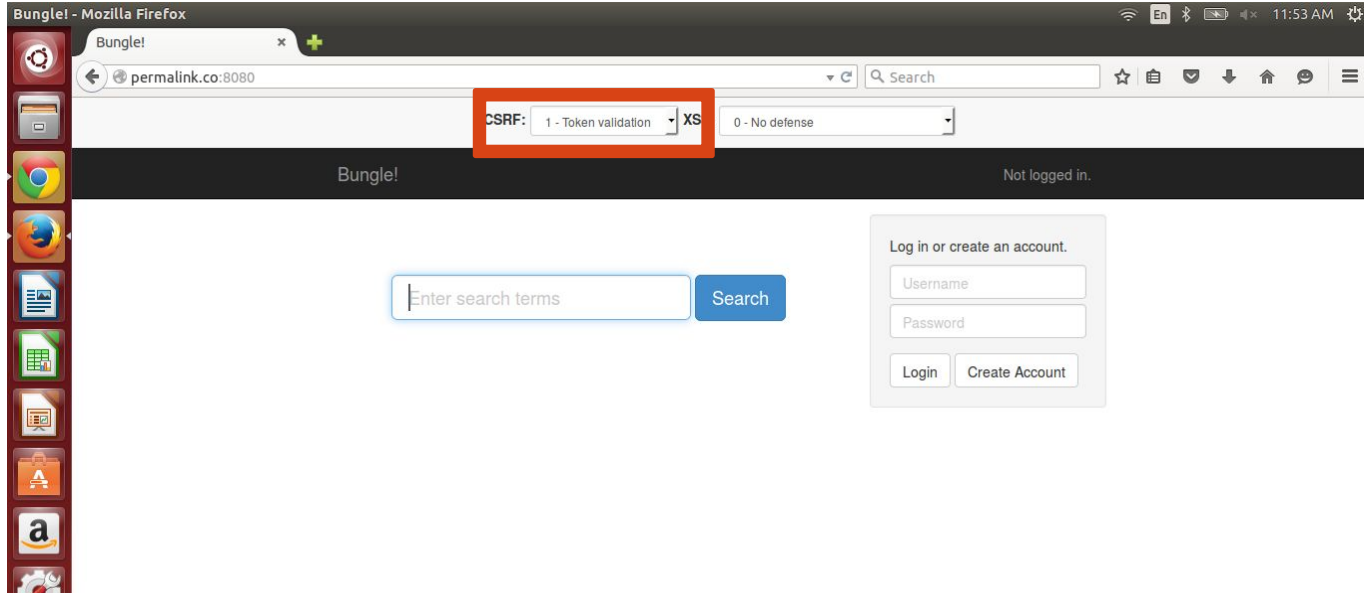 Bungle! - Mozilla Firefox
En
11:53 AM
Bungle!
permalink.co:8080
Search
CSRF: 1 - Token validation XS 0 - No defense
Bungle!
Not logged in.
Log in or create an account.
Username
Enter search terms
Search
Password
Login
Create Account
a